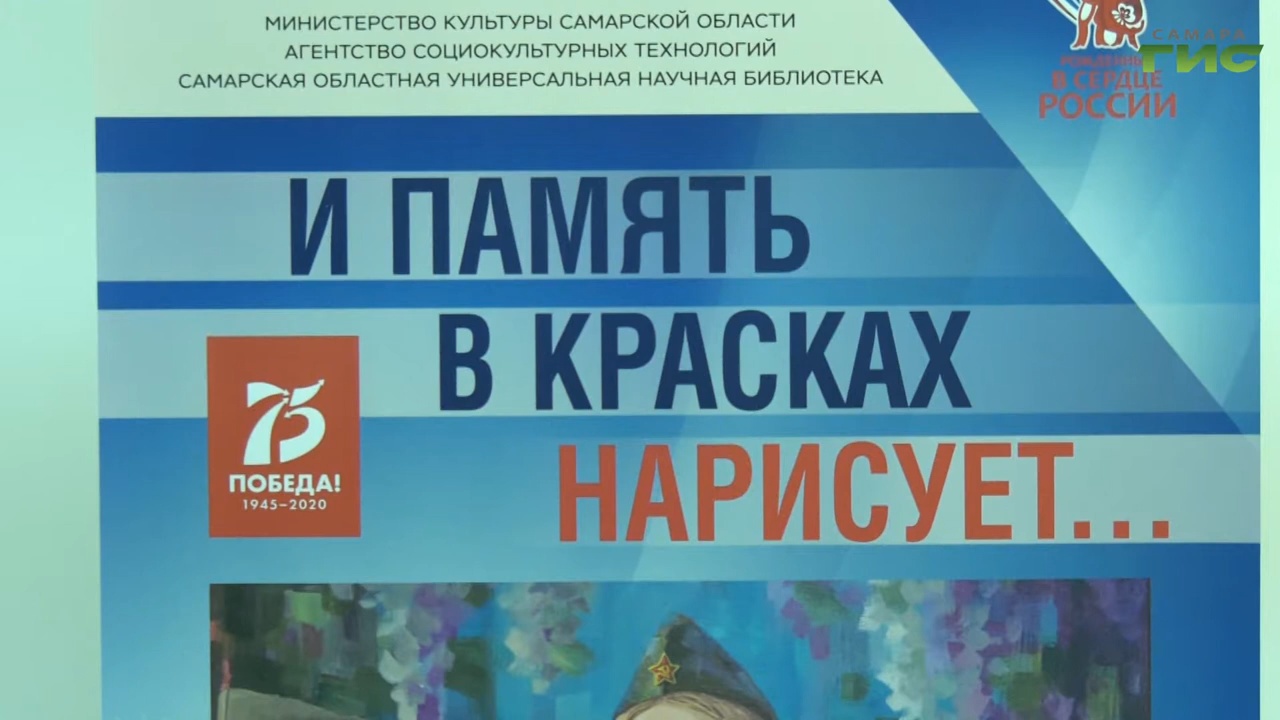 МИНИСТЕРСТВО КУЛЬТУРЫ САМАРСКОЙ ОБЛАСТИ
АГЕНТСТВО СОЦИОКУЛЬТУРНЫХ ТЕХНОЛОГИЙ
САМАРСКАЯ ОБЛАСТНАЯ УНИВЕРСАЛЬНАЯ НАУЧНАЯ БИБЛИОТЕКА
САМАРА
ГИС
В СЕРДЦЕ
РОССИИ
И ПАМЯТЬ
В КРАСКАХ
НАРИСУЕТ...
75
ПОБЕДА!
1945–2020